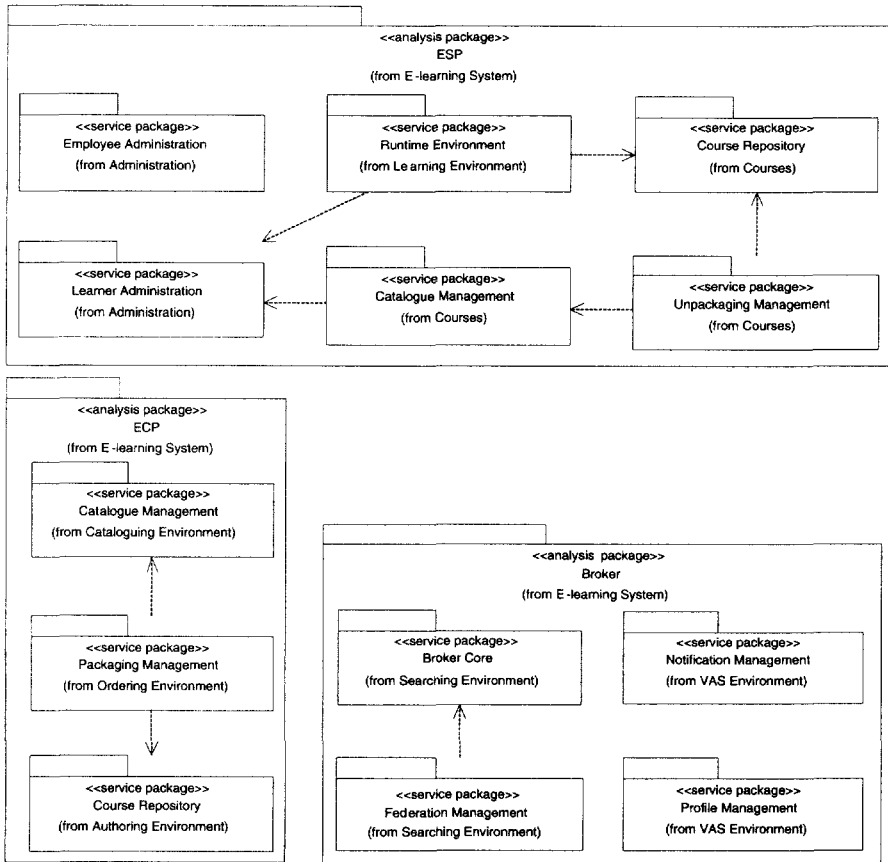 <<analysis package>>
ESP
(from E-learning System)
<<service package>>
Employee Administration
(from Administration)
<<service package>>
Runtime Environment
(from Learning Environment)
<<service package>>
Course Repository
(from Courses)
<<service package>>
Learner Administration
(from Administration)
<<service package>>
Catalogue Management
(from Courses)
<<service package>>
Unpackaging Management
(from Courses)
<<analysis package>>
ECP
(from E-learning System)
<<service package>>
Catalogue Management
(from Cataloguing Environment)
<<service package>>
Packaging Management
(from Ordering Environment)
<<service package>>
Course Repository
(from Authoring Environment)
<<analysis package>>
Broker
(from E-learning System)
<<service package>>
Broker Core
(from Searching Environment)
<<service package>>
Notification Management
(from VAS Environment)
<<service package>>
Federation Management
(from Searching Environment)
<<service package>>
Profile Management
(from VAS Environment)